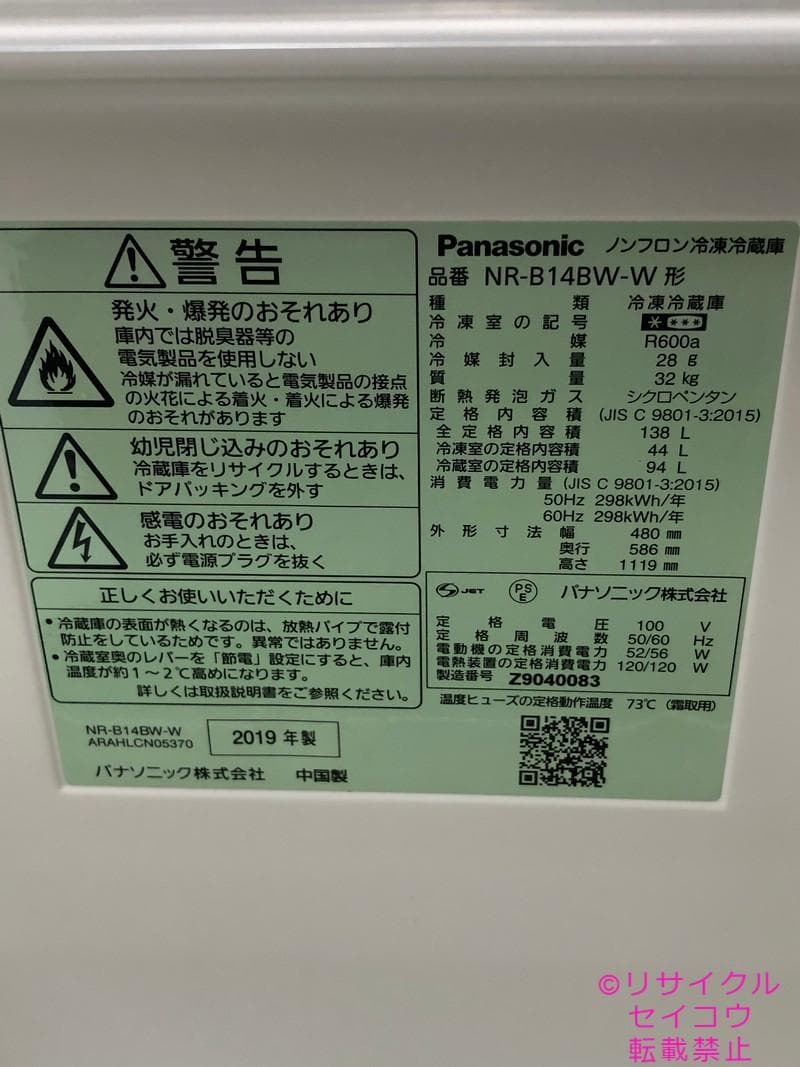 警告
発火・爆発のおそれあり
庫内では脱臭器等の
電気製品を使用しない
冷媒が漏れていると電気製品の接点
の火花による着火・着火による爆発
のおそれがあります
幼児閉じ込みのおそれあり
冷蔵庫をリサイクルするときは、
ドアパッキングを外す
感電のおそれあり
お手入れのときは、
必ず電源プラグを抜く
正しくお使いいただくために
・冷蔵庫の表面が熱くなるのは、放熱パイプで露付
防止をしているためです。異常ではありません。
・冷蔵室奥のレバーを「節電」設定にすると、庫内
温度が約1~2℃高めになります。
詳しくは取扱説明書をご参照ください。
NR-B14BW-W
ARAHLCN05370
2019 年製
パナソニック株式会社 中国製
Panasonic ノンフロン冷凍冷蔵庫
品番 NR-B14BW-W 形
種類 冷凍冷蔵庫
冷凍室の記号 * ***
冷媒 R600a
冷媒封入量 28 g
質量 32 kg
断熱発泡ガス シクロペンタン
定格内容積 (JIS C 9801-3:2015)
全定格内容積 138 L
冷凍室の定格内容積 44 L
冷蔵室の定格内容積 94 L
消費電力量 (JIS C 9801-3:2015)
50Hz 298kWh/年
60Hz 298kWh/年
外形寸法 幅 480 mm
奥行 586 mm
高さ 1119 mm
JET PSE パナソニック株式会社
定格電圧 100 V
定格周波数 50/60 Hz
電動機の定格消費電力 52/56 W
電熱装置の定格消費電力 120/120 W
製造番号 Z9040083
温度ヒューズの定格動作温度 73℃ (霜取用)
©リサイクル
セイコウ
転載禁止